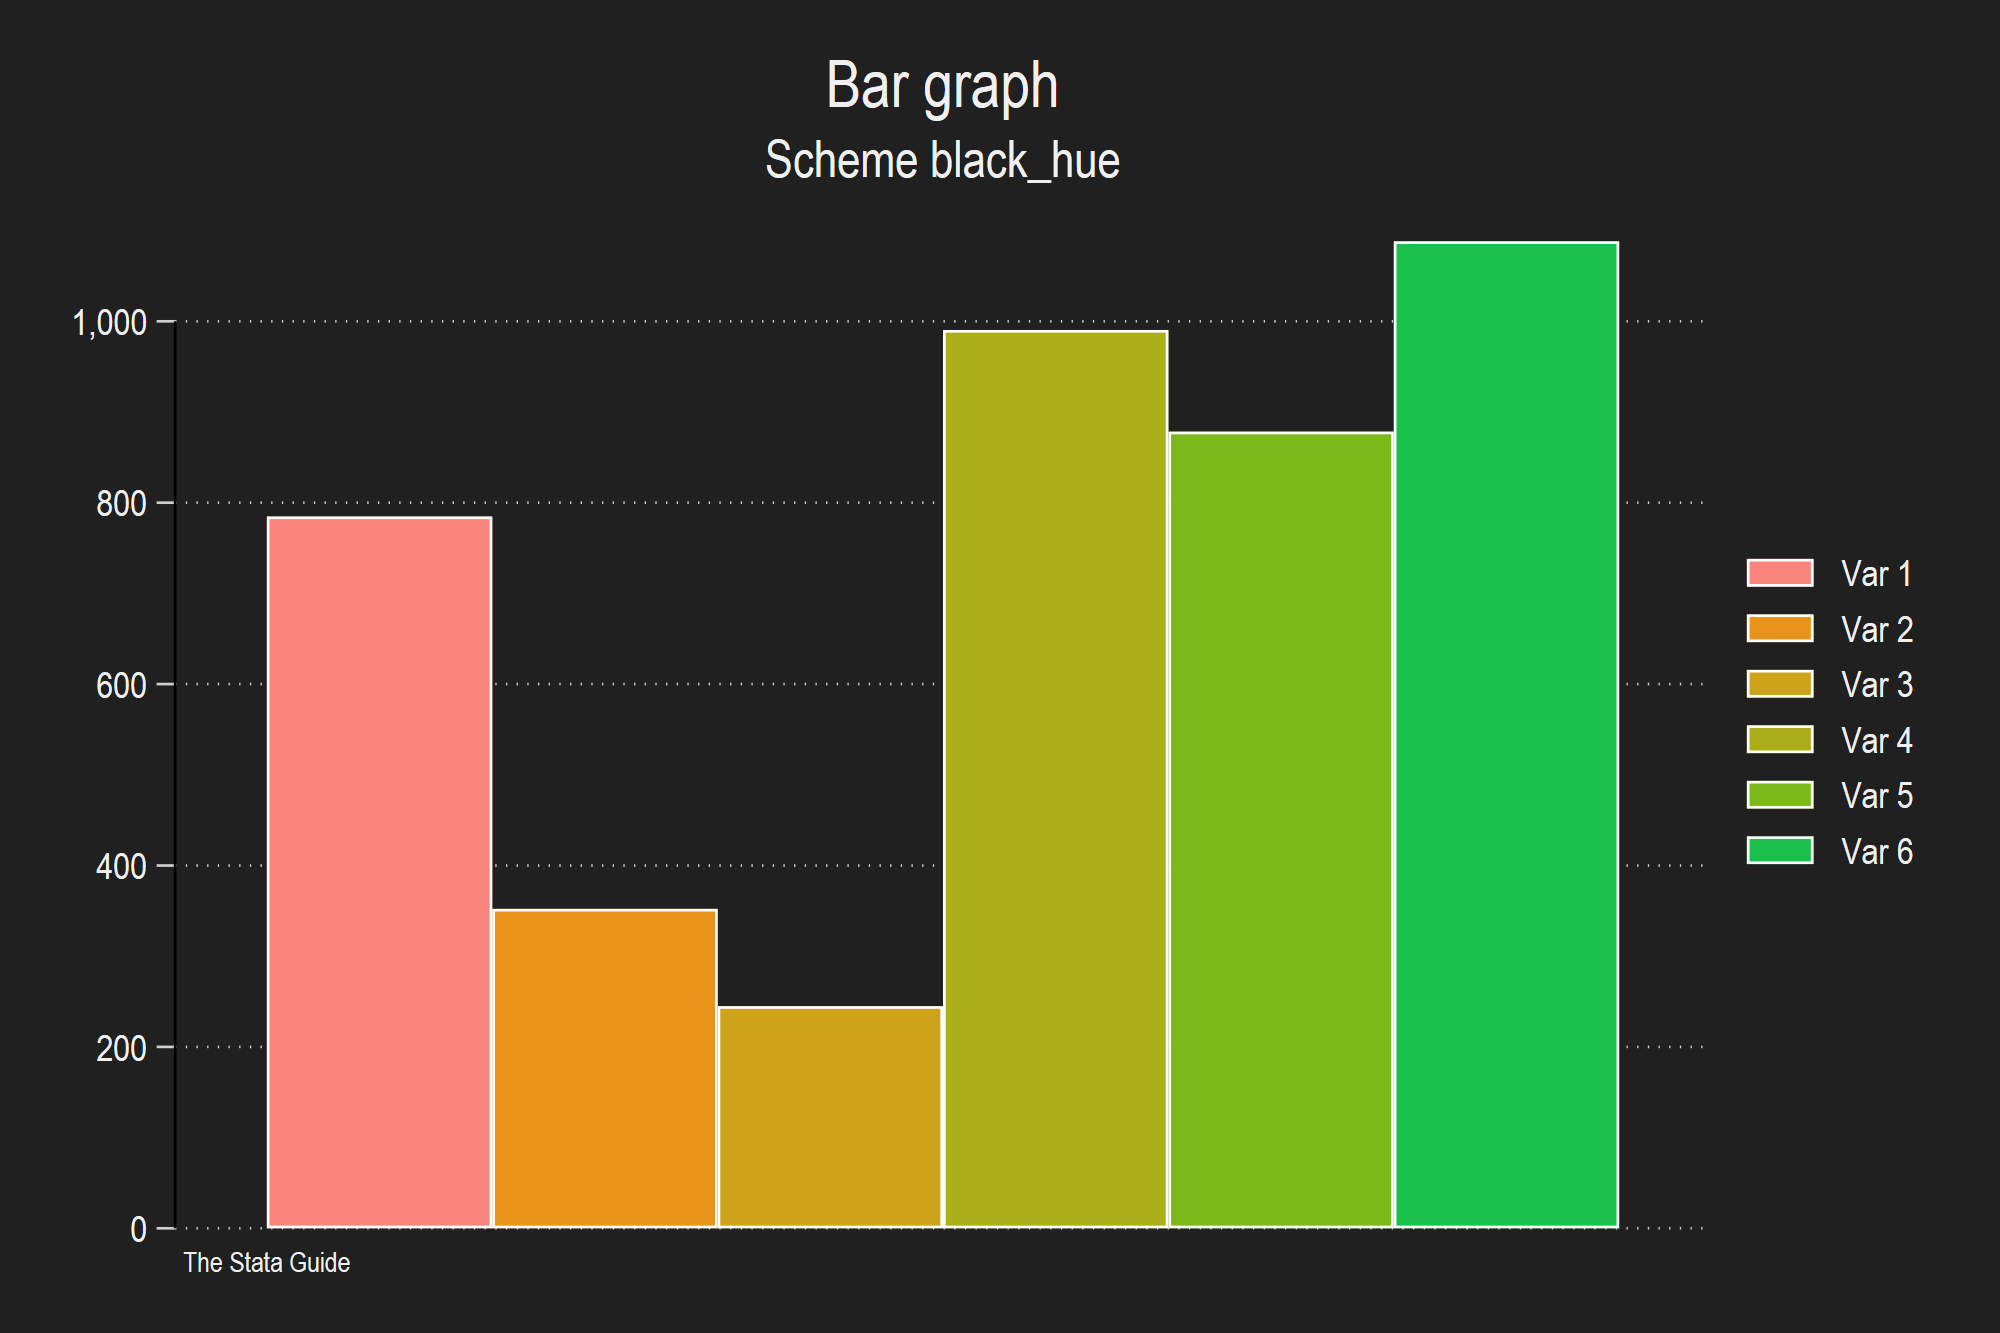 Bar graph
Scheme black_hue
1,000
800
600
400
200
0
Var 1
Var 2
Var 3
Var 4
Var 5
Var 6
The Stata Guide